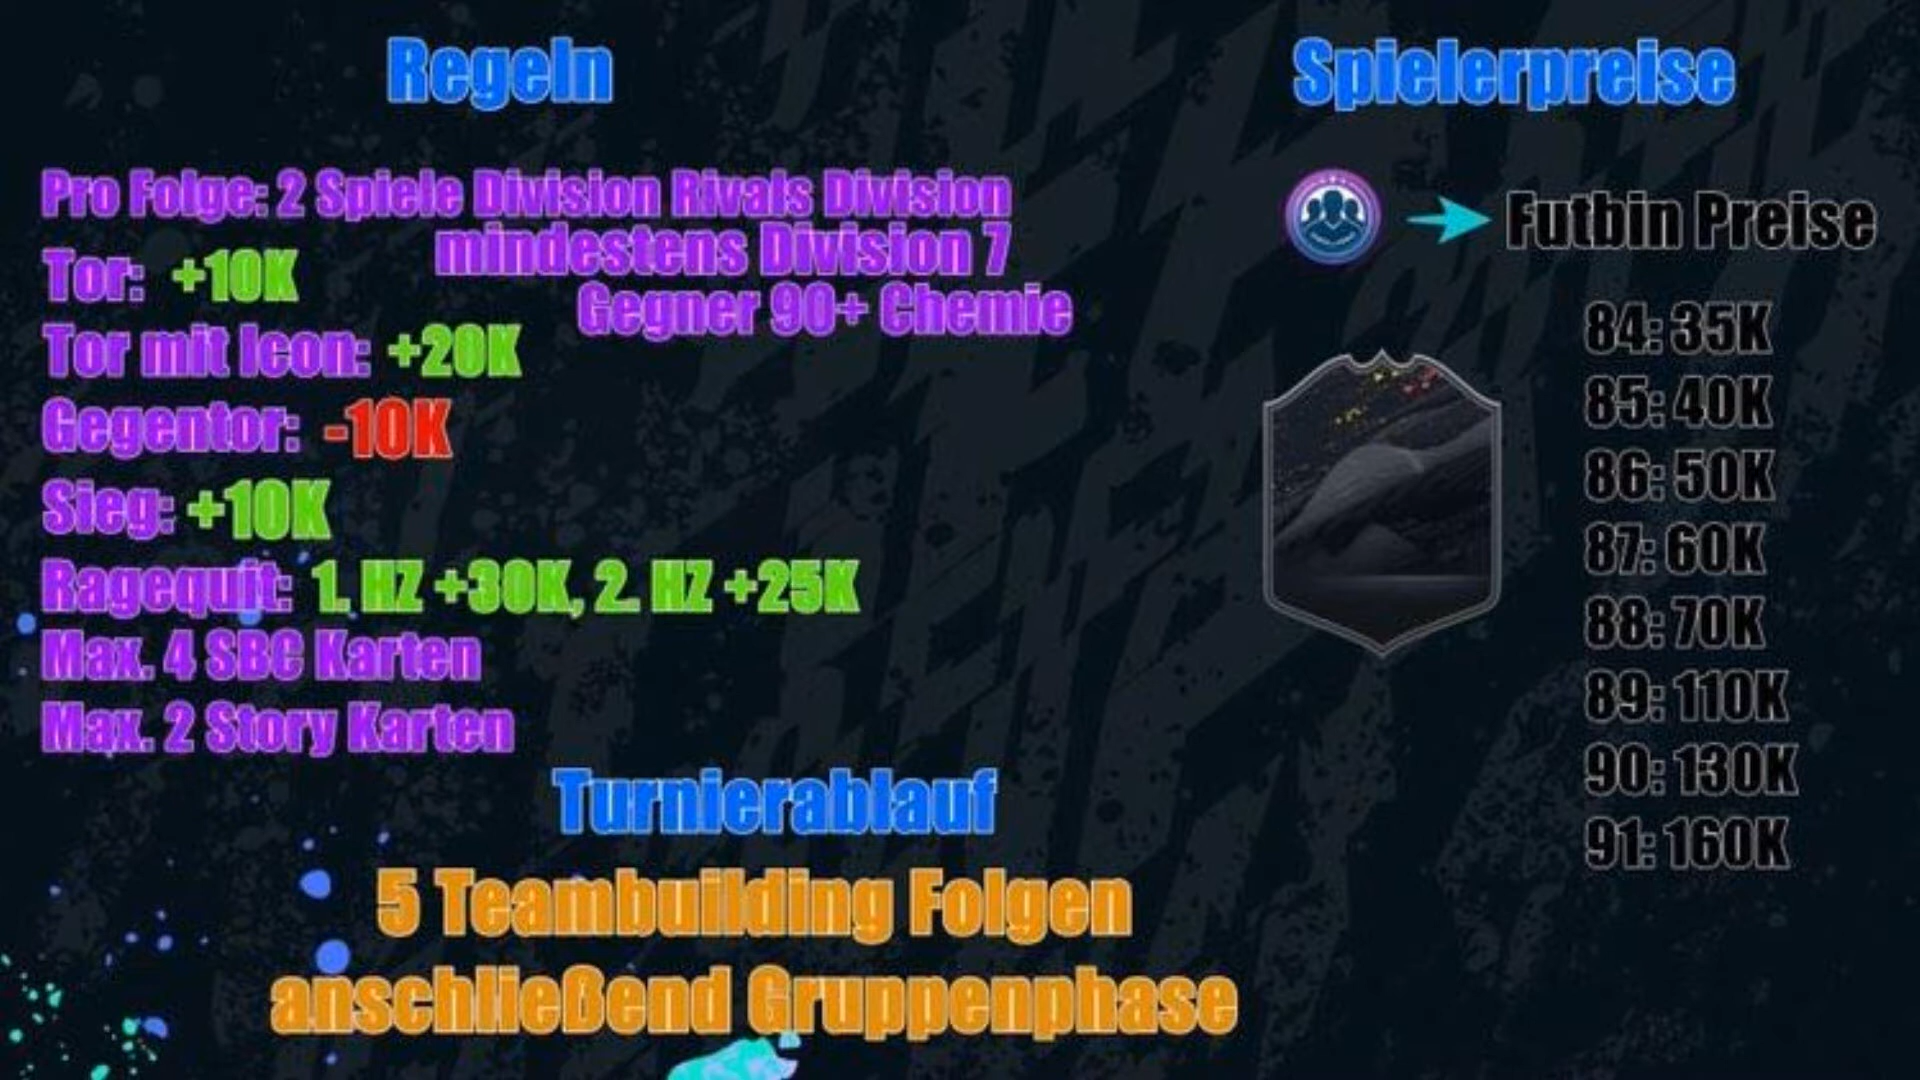 Regeln
Pro Folge: 2 Spiele Division Rivals Division
mindestens Division 7
Gegner 90+ Chemie
Tor: +10K
Tor mit Icon: +20K
Gegentor: -10K
Sieg: +10K
Ragequit: 1. HZ +30K, 2. HZ +25K
Max. 4 SBC Karten
Max. 2 Story Karten
Turnierablauf
5 Teambuilding Folgen
anschließend Gruppenphase
Spielerpreise
Futbin Preise
84: 35K
85: 40K
86: 50K
87: 60K
88: 70K
89: 110K
90: 130K
91: 160K